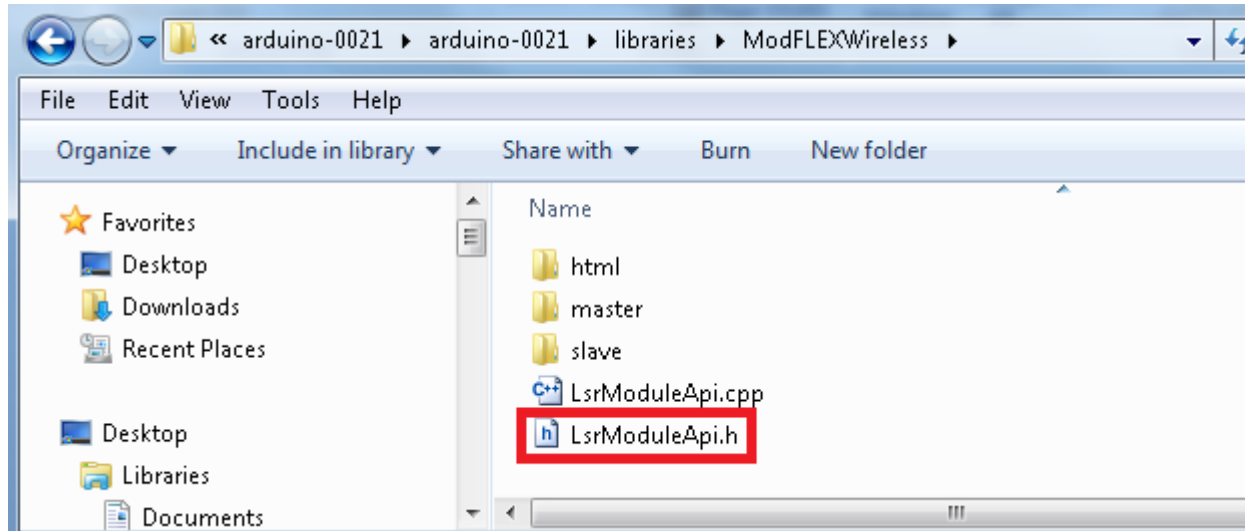 « arduino-0021 ▸ arduino-0021 ▸ libraries ▸ ModFLEXWireless ▸
File Edit View Tools Help
Organize Include in library Share with Burn New folder
Favorites
Desktop
Downloads
Recent Places
Desktop
Libraries
Documents
Name
html
master
slave
C++ LsrModuleApi.cpp
h LsrModuleApi.h